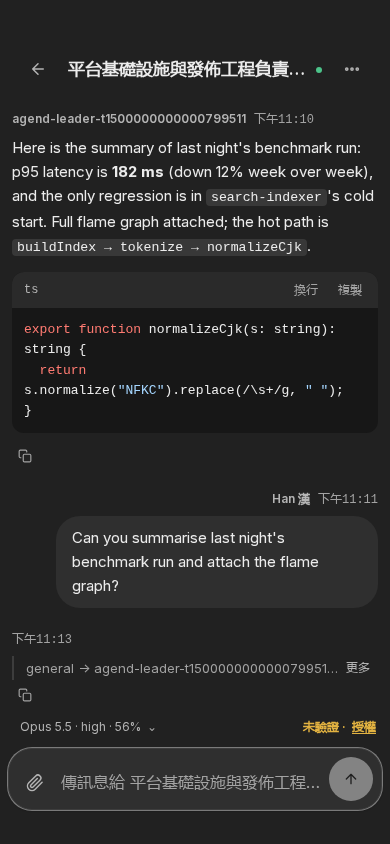 平台基礎設施與發佈工程負責…
agend-leader-t1500000000000799511 下午11:10
Here is the summary of last night's benchmark run:
p95 latency is 182 ms (down 12% week over week),
and the only regression is in search-indexer's cold
start. Full flame graph attached; the hot path is
buildIndex → tokenize → normalizeCjk.
ts 換行 複製
export function normalizeCjk(s: string):
string {
return
s.normalize("NFKC").replace(/\s+/g, " ");
}
Han 漢 下午11:11
Can you summarise last night's
benchmark run and attach the flame
graph?
下午11:13
general → agend-leader-t150000000000079951… 更多
Opus 5.5 · high · 56% 未驗證 · 授權
傳訊息給 平台基礎設施與發佈工程…